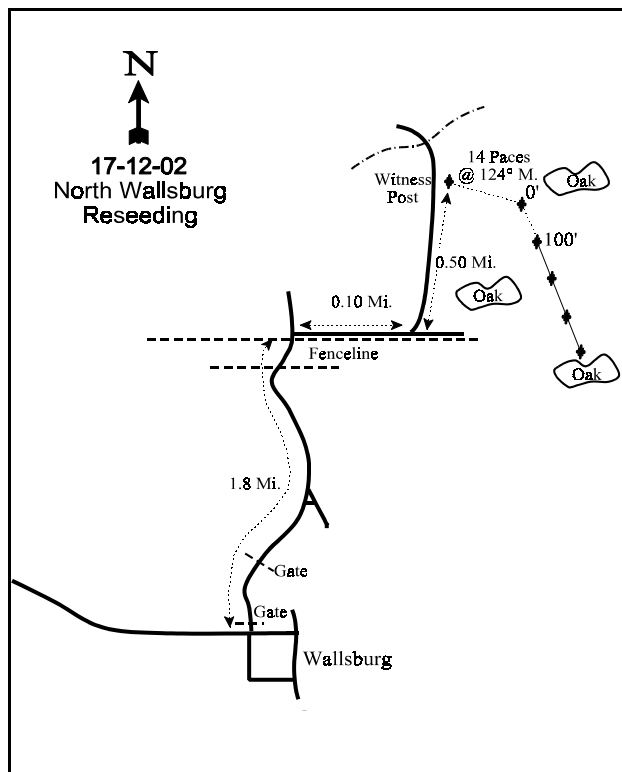 N
17-12-02
North Wallsburg
Reseeding
14 Paces
@ 124° M.
Witness
Post
0'
Oak
100'
0.50 Mi.
Oak
0.10 Mi.
Fenceline
Oak
1.8 Mi.
Gate
Gate
Wallsburg